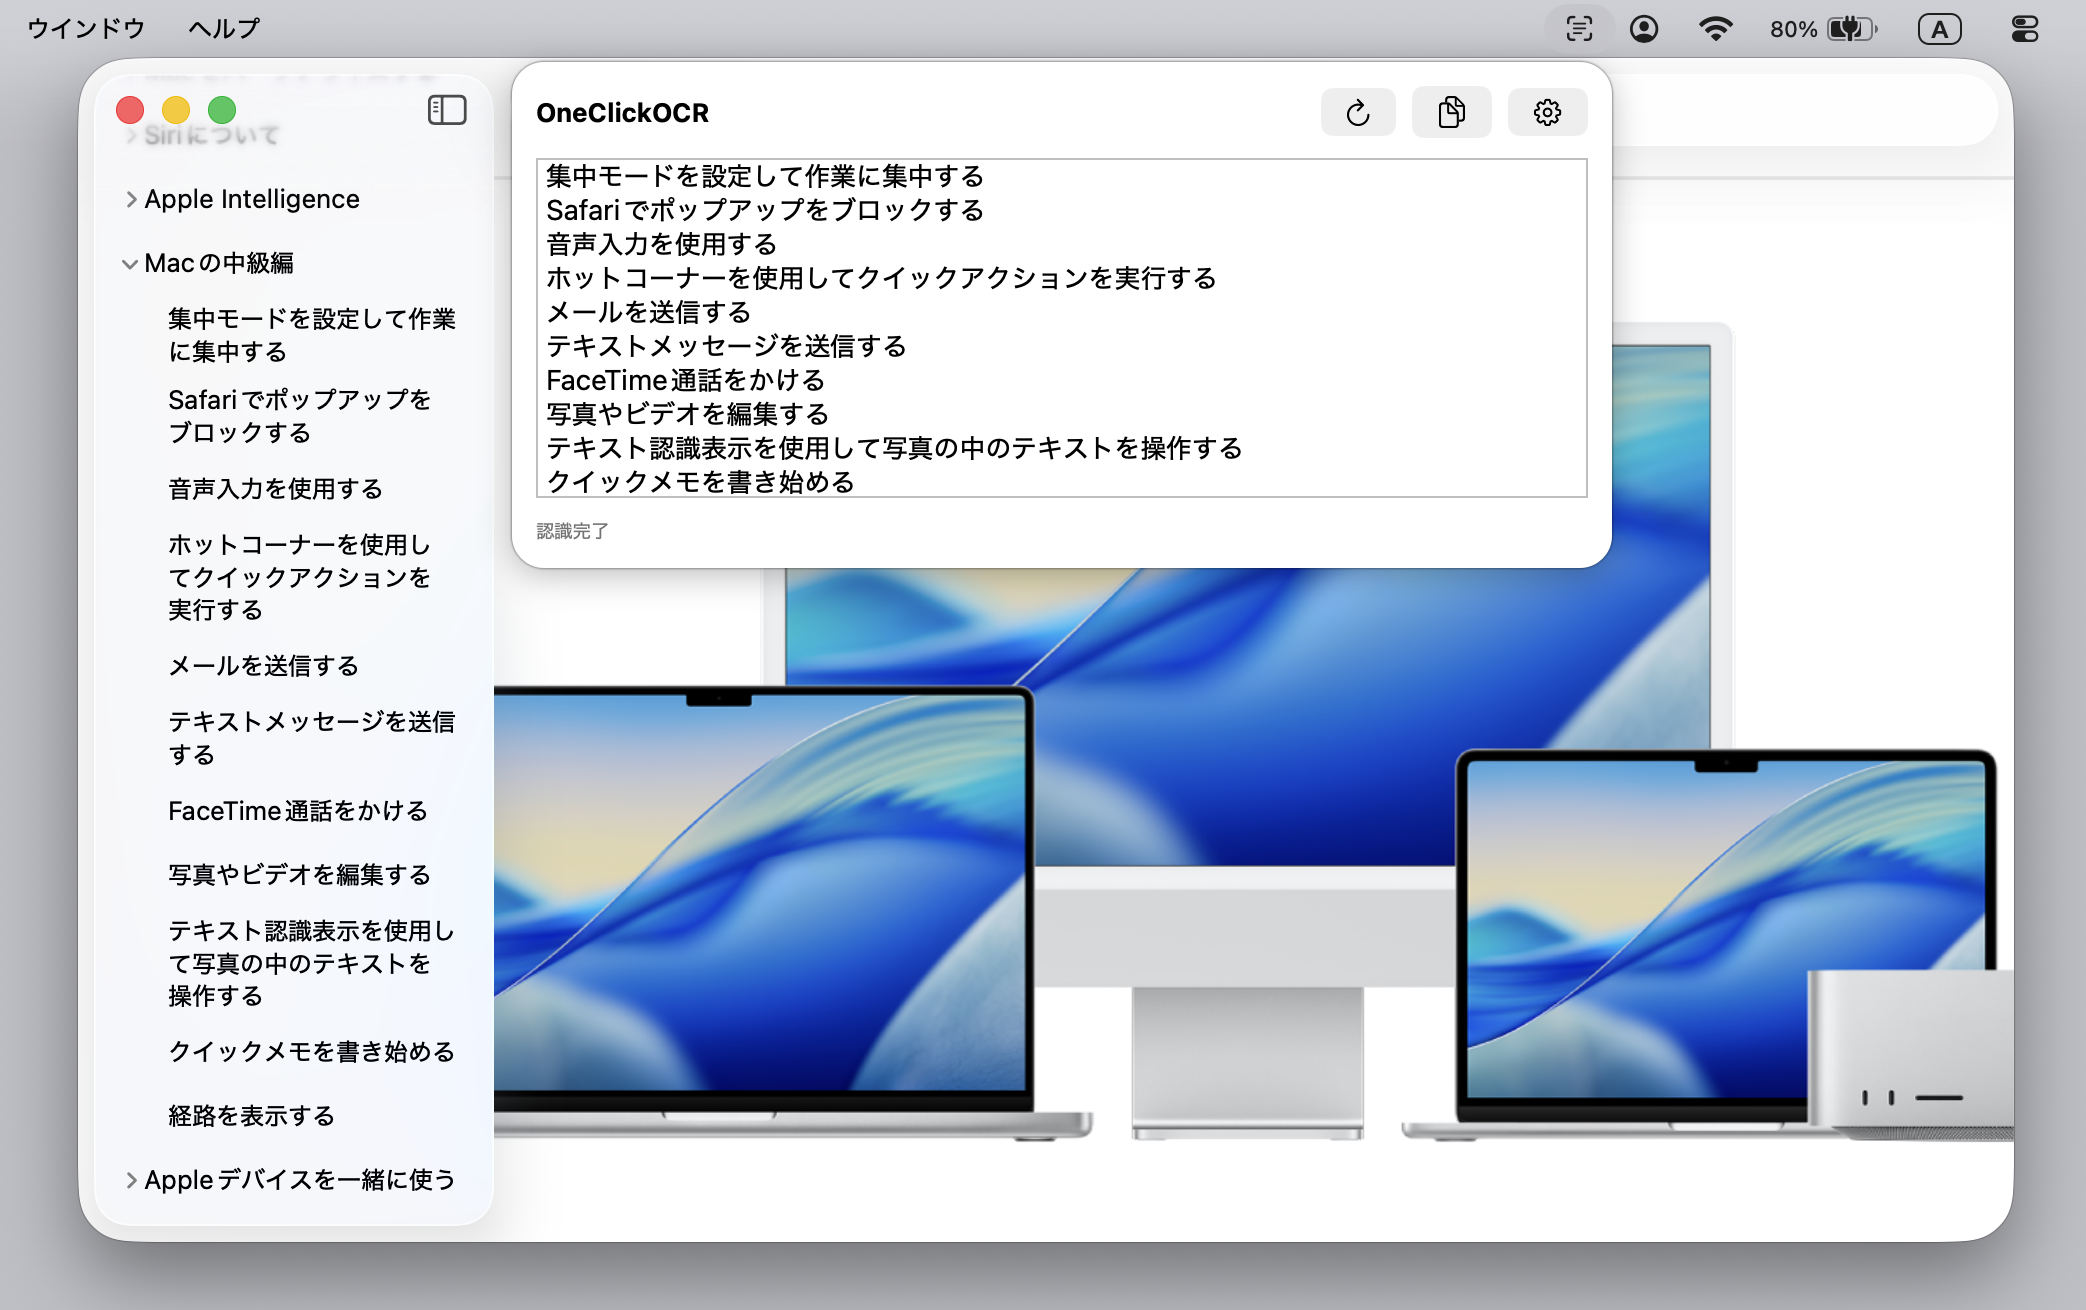 ウインドウ ヘルプ
80%
A
Siriについて
Apple Intelligence
Macの中級編
集中モードを設定して作業
に集中する
Safariでポップアップを
ブロックする
音声入力を使用する
ホットコーナーを使用し
てクイックアクションを
実行する
メールを送信する
テキストメッセージを送信
する
FaceTime通話をかける
写真やビデオを編集する
テキスト認識表示を使用し
て写真の中のテキストを
操作する
クイックメモを書き始める
経路を表示する
Appleデバイスを一緒に使う
OneClickOCR
集中モードを設定して作業に集中する
Safariでポップアップをブロックする
音声入力を使用する
ホットコーナーを使用してクイックアクションを実行する
メールを送信する
テキストメッセージを送信する
FaceTime通話をかける
写真やビデオを編集する
テキスト認識表示を使用して写真の中のテキストを操作する
クイックメモを書き始める
認識完了